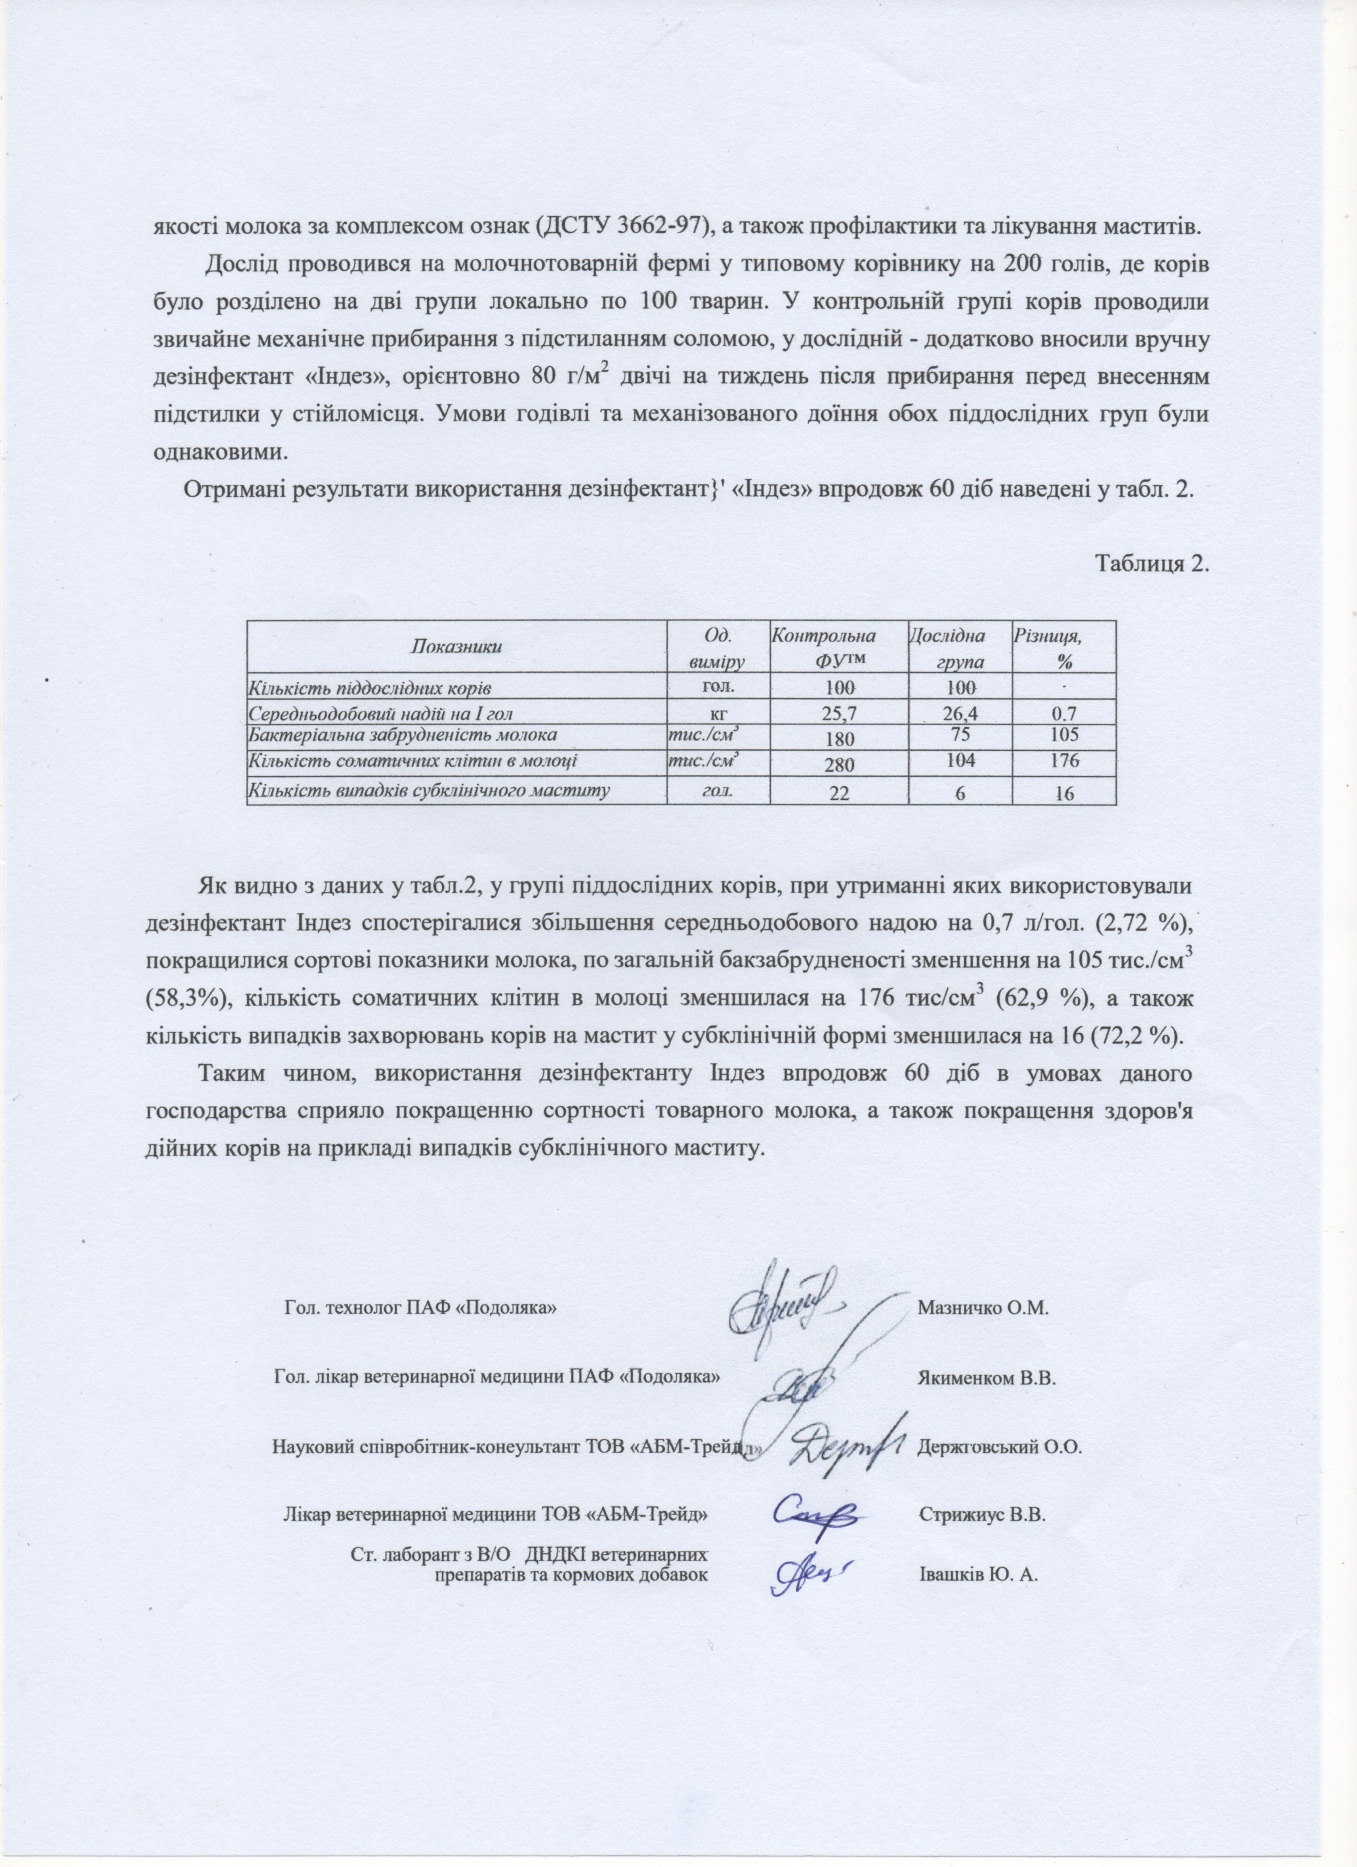 якості молока за комплексом ознак (ДСТУ 3662-97), а також профілактики та лікування маститів.
Дослід проводився на молочнотоварній фермі у типовому корівнику на 200 голів, де корів
було розділено на дві групи локально по 100 тварин. У контрольній групі корів проводили
звичайне механічне прибирання з підстиланням соломою, у дослідній - додатково вносили вручну
дезінфектант «Індез», орієнтовно 80 г/м² двічі на тиждень після прибирання перед внесенням
підстилки у стійломісця. Умови годівлі та механізованого доїння обох піддослідних груп були
однаковими.
Отримані результати використання дезінфектант}' «Індез» впродовж 60 діб наведені у табл. 2.
Таблиця 2.
Показники Од. виміру Контрольна ФУ™ Дослідна група Різниця, %
Кількість піддослідних корів гол. 100 100 -
Середньодобовий надій на І гол кг 25,7 26,4 0.7
Бактеріальна забрудненість молока тис./см³ 180 75 105
Кількість соматичних клітин в молоці тис./см³ 280 104 176
Кількість випадків субклінічного маститу гол. 22 6 16
Як видно з даних у табл.2, у групі піддослідних корів, при утриманні яких використовували
дезінфектант Індез спостерігалися збільшення середньодобового надою на 0,7 л/гол. (2,72 %),
покращилися сортові показники молока, по загальній бакзабрудненості зменшення на 105 тис./см³
(58,3%), кількість соматичних клітин в молоці зменшилася на 176 тис/см³ (62,9 %), а також
кількість випадків захворювань корів на мастит у субклінічній формі зменшилася на 16 (72,2 %).
Таким чином, використання дезінфектанту Індез впродовж 60 діб в умовах даного
господарства сприяло покращенню сортності товарного молока, а також покращення здоров'я
дійних корів на прикладі випадків субклінічного маститу.
Гол. технолог ПАФ «Подоляка» Мазничко О.М.
Гол. лікар ветеринарної медицини ПАФ «Подоляка» Якименком В.В.
Науковий співробітник-конеультант ТОВ «АБМ-Трейд» Держговський О.О.
Лікар ветеринарної медицини ТОВ «АБМ-Трейд» Стрижиус В.В.
Ст. лаборант з В/О ДНДКІ ветеринарних
препаратів та кормових добавок Івашків Ю. А.